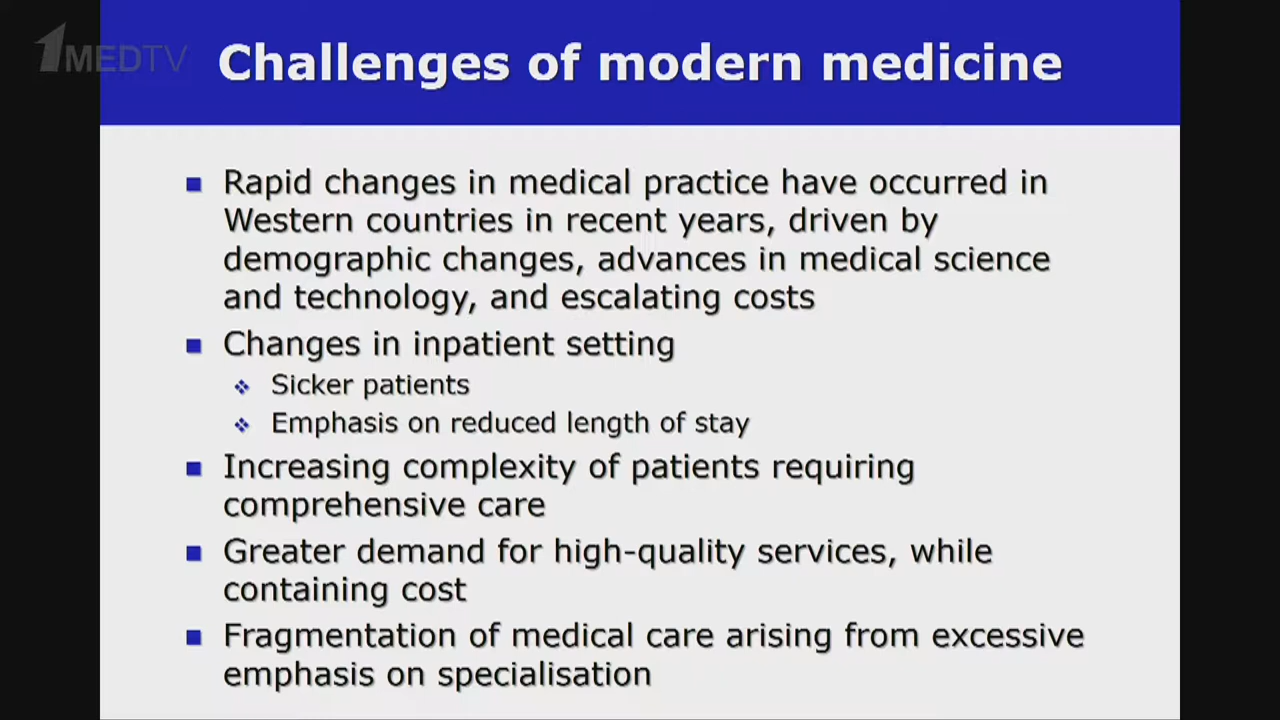 1MEDTV
Challenges of modern medicine
Rapid changes in medical practice have occurred in
Western countries in recent years, driven by
demographic changes, advances in medical science
and technology, and escalating costs
Changes in inpatient setting
Sicker patients
Emphasis on reduced length of stay
Increasing complexity of patients requiring
comprehensive care
Greater demand for high-quality services, while
containing cost
Fragmentation of medical care arising from excessive
emphasis on specialisation